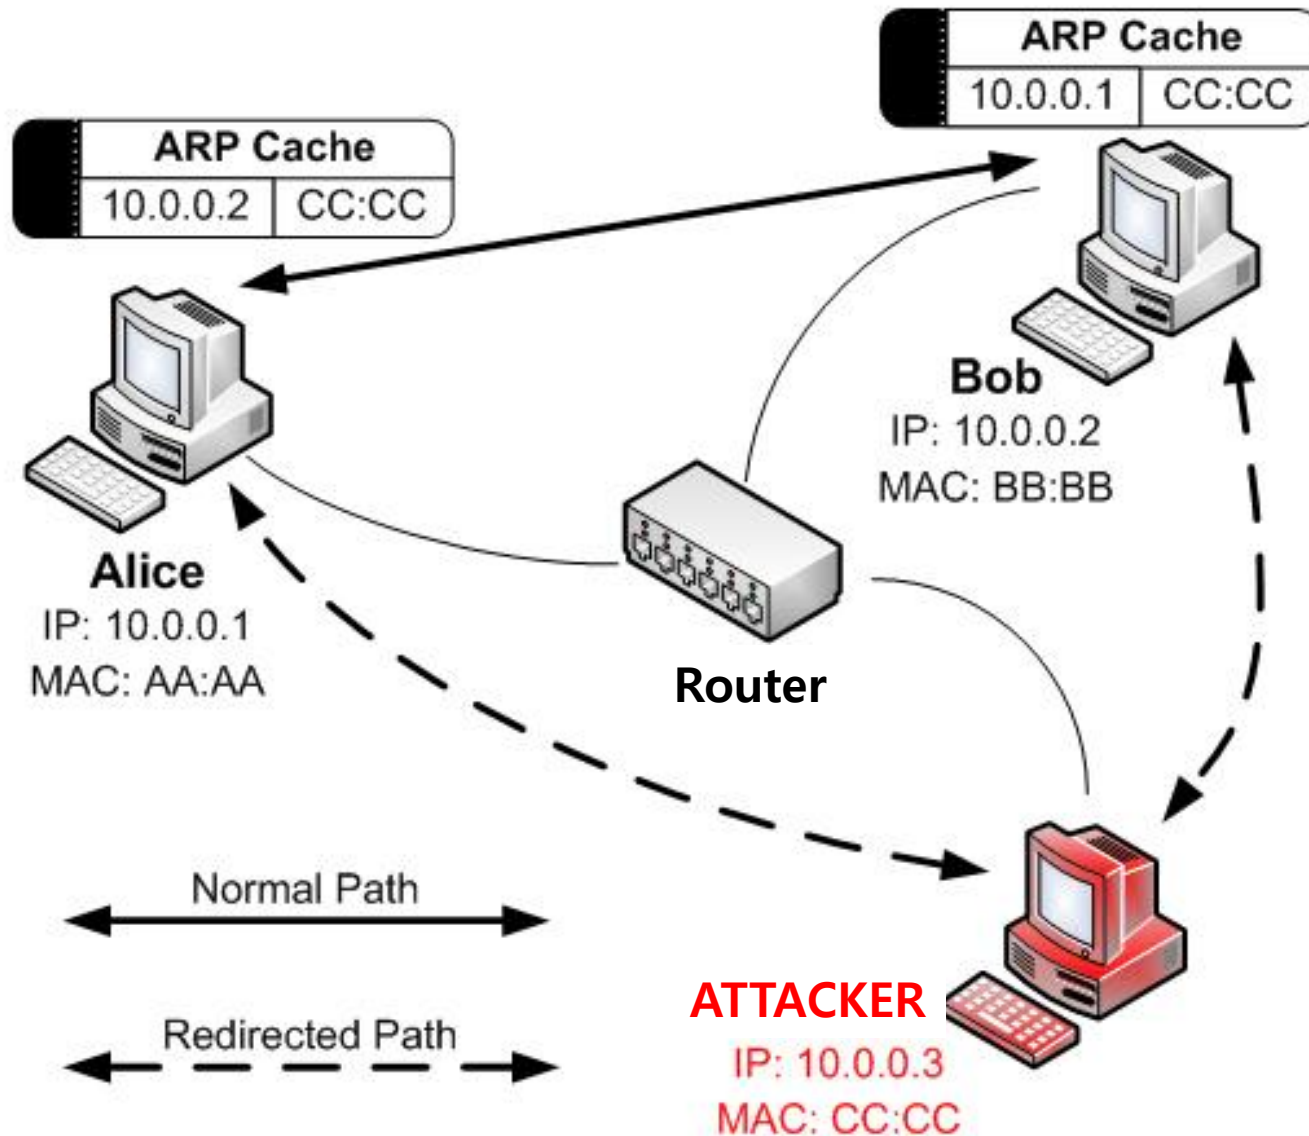 ARP Cache
10.0.0.1 CC:CC
ARP Cache
10.0.0.2 CC:CC
Bob
IP: 10.0.0.2
MAC: BB:BB
Alice
IP: 10.0.0.1
MAC: AA:AA
Router
Normal Path
Redirected Path
ATTACKER
IP: 10.0.0.3
MAC: CC:CC